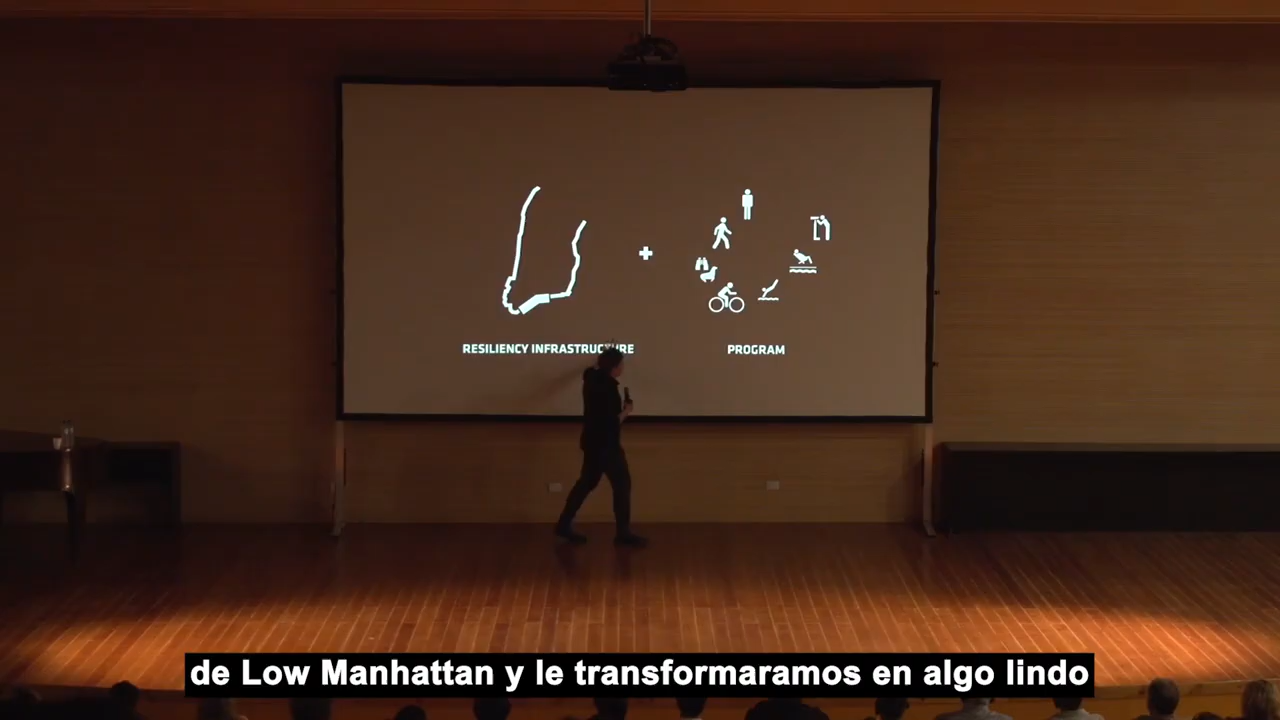 RESILIENCY INFRASTRUCTURE
PROGRAM
de Low Manhattan y le transformaramos en algo lindo